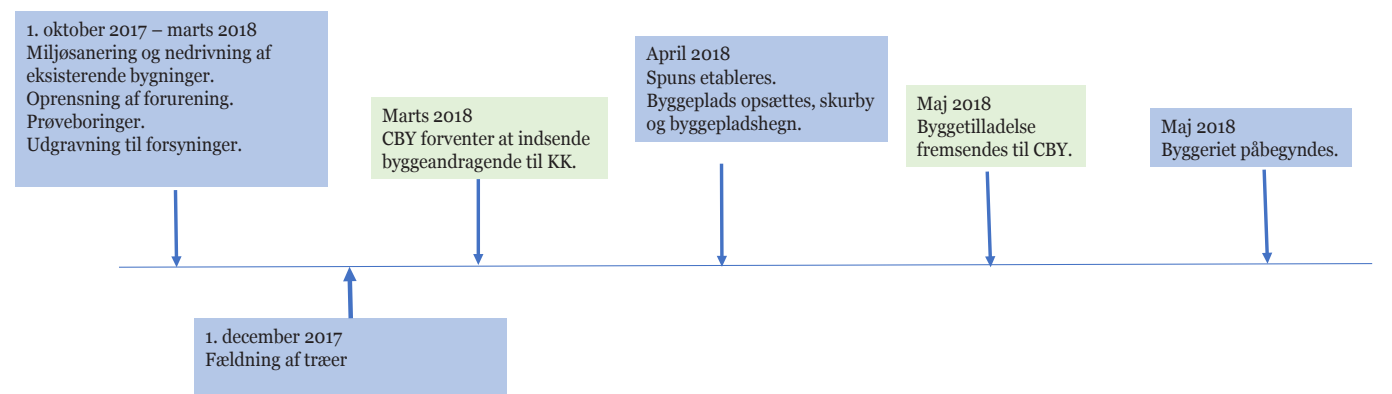 1. oktober 2017 – marts 2018
Miljøsanering og nedrivning af
eksisterende bygninger.
Oprensning af forurening.
Prøveboringer.
Udgravning til forsyninger.
Marts 2018
CBY forventer at indsende
byggeandragende til KK.
April 2018
Spuns etableres.
Byggeplads opsættes, skurby
og byggepladshegn.
Maj 2018
Byggetilladelse
fremsendes til CBY.
Maj 2018
Byggeriet påbegyndes.
1. december 2017
Fældning af træer